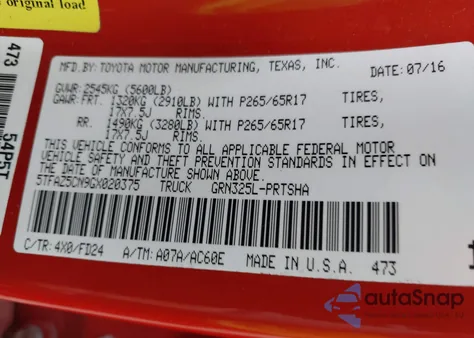 original load
473
54P5T
MFD.BY: TOYOTA MOTOR MANUFACTURING, TEXAS, INC. DATE: 07/16
GVWR: 2545KG (5600LB)
GAWR: FRT. 1320KG (2910LB) WITH P265/65R17 TIRES,
17X7.5J RIMS.
RR. 1490KG (3280LB) WITH P265/65R17 TIRES,
17X7.5J RIMS.
THIS VEHICLE CONFORMS TO ALL APPLICABLE FEDERAL MOTOR
VEHICLE SAFETY AND THEFT PREVENTION STANDARDS IN EFFECT ON
THE DATE OF MANUFACTURE SHOWN ABOVE.
5TFAZ5CN9GX020375 TRUCK GRN325L-PRTSHA
C/TR: 4X0/FD24 A/TM: A07A/AC60E MADE IN U.S.A. 473
autoSnap